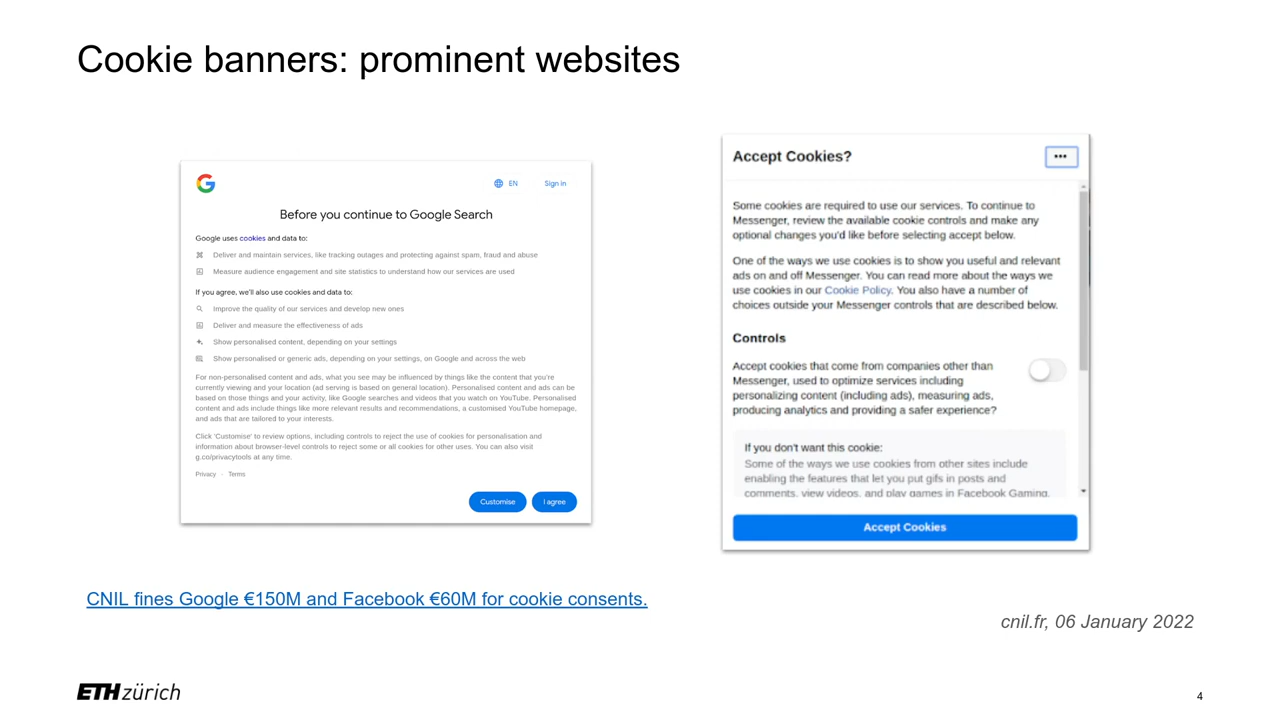 Cookie banners: prominent websites
EN
Sign in
Before you continue to Google Search
Google uses cookies and data to:
Deliver and maintain services, like tracking outages and protecting against spam, fraud and abuse
Measure audience engagement and site statistics to understand how our services are used
If you agree, we'll also use cookies and data to:
Improve the quality of our services and develop new ones
Deliver and measure the effectiveness of ads
Show personalised content, depending on your settings
Show personalised or generic ads, depending on your settings, on Google and across the web
For non-personalised content and ads, what you see may be influenced by things like the content that you're
currently viewing and your location (ad serving is based on general location). Personalised content and ads can be
based on those things and your activity, like Google searches and videos that you watch on YouTube. Personalised
content and ads include things like more relevant results and recommendations, a customised YouTube homepage,
and ads that are tailored to your interests.
Click 'Customise' to review options, including controls to reject the use of cookies for personalisation and
information about browser-level controls to reject some or all cookies for other uses. You can also visit
g.co/privacytools at any time.
Privacy · Terms
Customise
I agree
Accept Cookies?
Some cookies are required to use our services. To continue to
Messenger, review the available cookie controls and make any
optional changes you'd like before selecting accept below.
One of the ways we use cookies is to show you useful and relevant
ads on and off Messenger. You can read more about the ways we
use cookies in our Cookie Policy. You also have a number of
choices outside your Messenger controls that are described below.
Controls
Accept cookies that come from companies other than
Messenger, used to optimize services including
personalizing content (including ads), measuring ads,
producing analytics and providing a safer experience?
If you don't want this cookie:
Some of the ways we use cookies from other sites include
enabling the features that let you put gifs in posts and
comments, view videos, and play games in Facebook Gaming.
Accept Cookies
CNIL fines Google €150M and Facebook €60M for cookie consents.
cnil.fr, 06 January 2022
ETH zürich
4